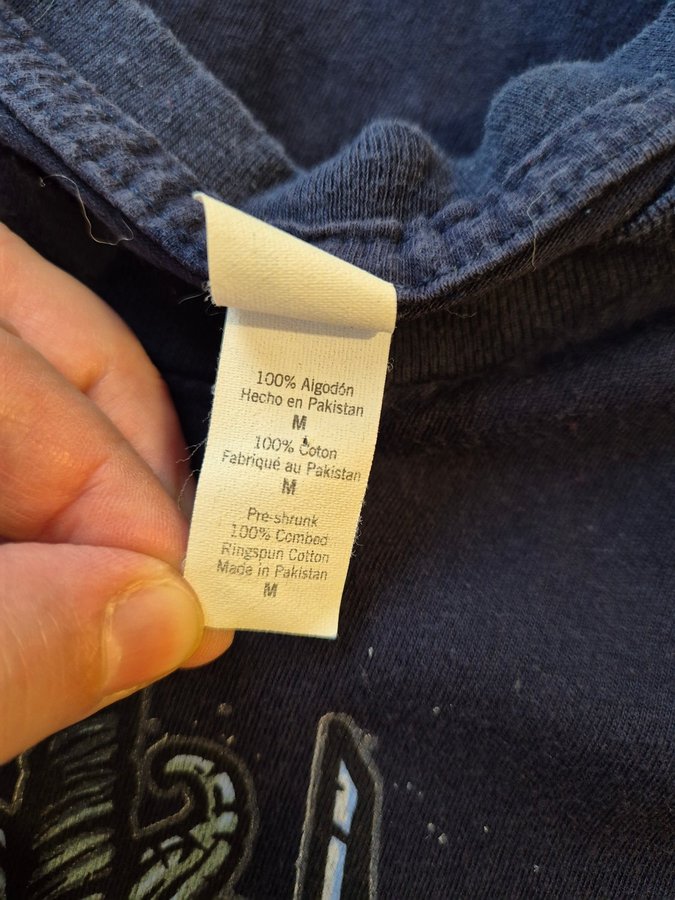 100% Algodón
Hecho en Pakistan
M
100% Coton
Fabriqué au Pakistan
M
Pre-shrunk
100% Combed
Ringspun Cotton
Made in Pakistan
M